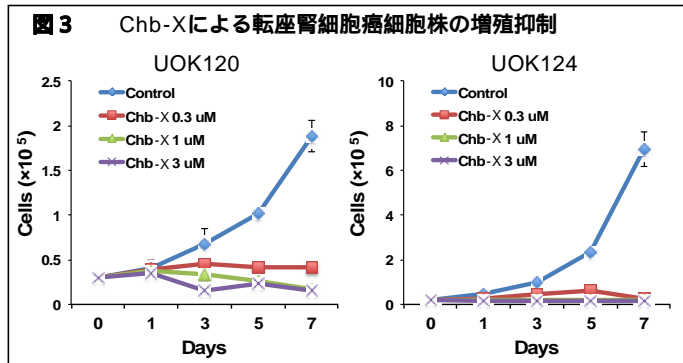 図3 Chb-Xによる転座腎細胞癌細胞株の増殖抑制
UOK120
Cells (×10 5)
2.5
2
1.5
1
0.5
0
Control
Chb-X 0.3 uM
Chb-X 1 uM
Chb-X 3 uM
0 1 3 5 7
Days
UOK124
Cells (×10 5)
10
8
6
4
2
0
Control
Chb-X 0.3 uM
Chb-X 1 uM
Chb-X 3 uM
0 1 3 5 7
Days